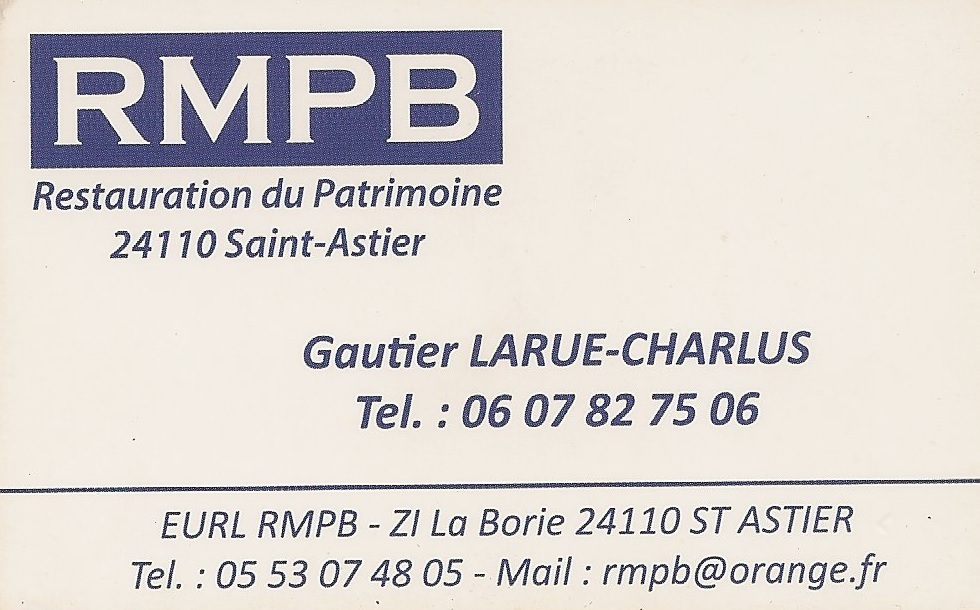 RMPB
Restauration du Patrimoine
24110 Saint-Astier
Gautier LARUE-CHARLUS
Tel. : 06 07 82 75 06
EURL RMPB - ZI La Borie 24110 ST ASTIER
Tel. : 05 53 07 48 05 - Mail : rmpb@orange.fr